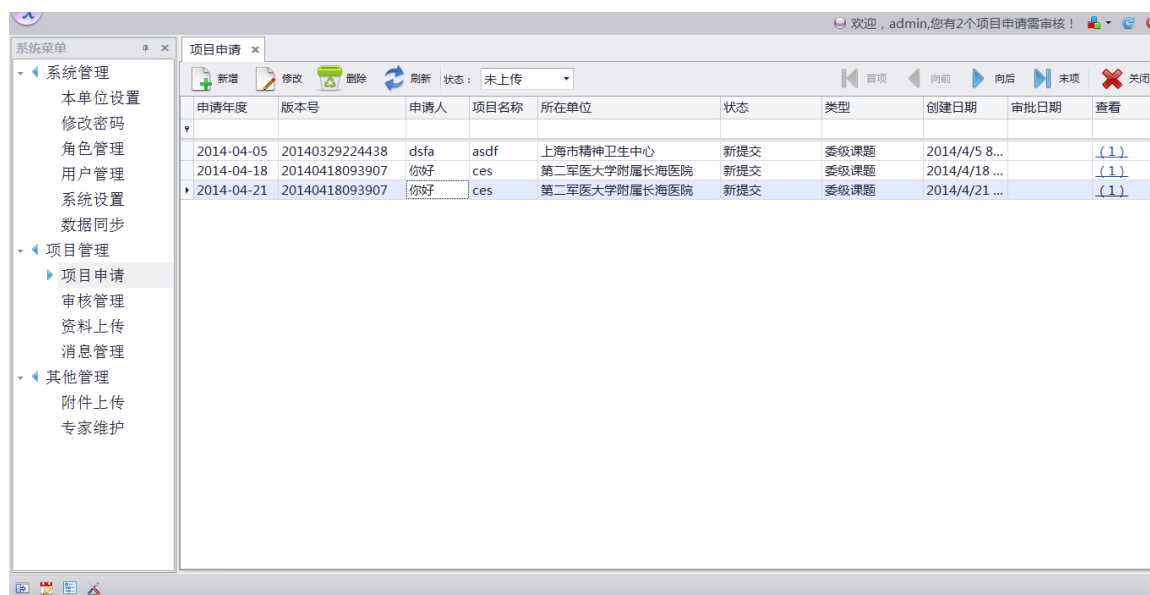 欢迎，admin,您有2个项目申请需审核！
系统菜单
项目申请
系统管理
本单位设置
修改密码
角色管理
用户管理
系统设置
数据同步
项目管理
项目申请
审核管理
资料上传
消息管理
其他管理
附件上传
专家维护
新增 修改 删除 刷新 状态： 未上传 首项 向前 向后 末项 关闭
申请年度 版本号 申请人 项目名称 所在单位 状态 类型 创建日期 审批日期 查看
2014-04-05 20140329224438 dsfa asdf 上海市精神卫生中心 新提交 委级课题 2014/4/5 8... (1)
2014-04-18 20140418093907 你好 ces 第二军医大学附属长海医院 新提交 委级课题 2014/4/18 ... (1)
2014-04-21 20140418093907 你好 ces 第二军医大学附属长海医院 新提交 委级课题 2014/4/21 ... (1)